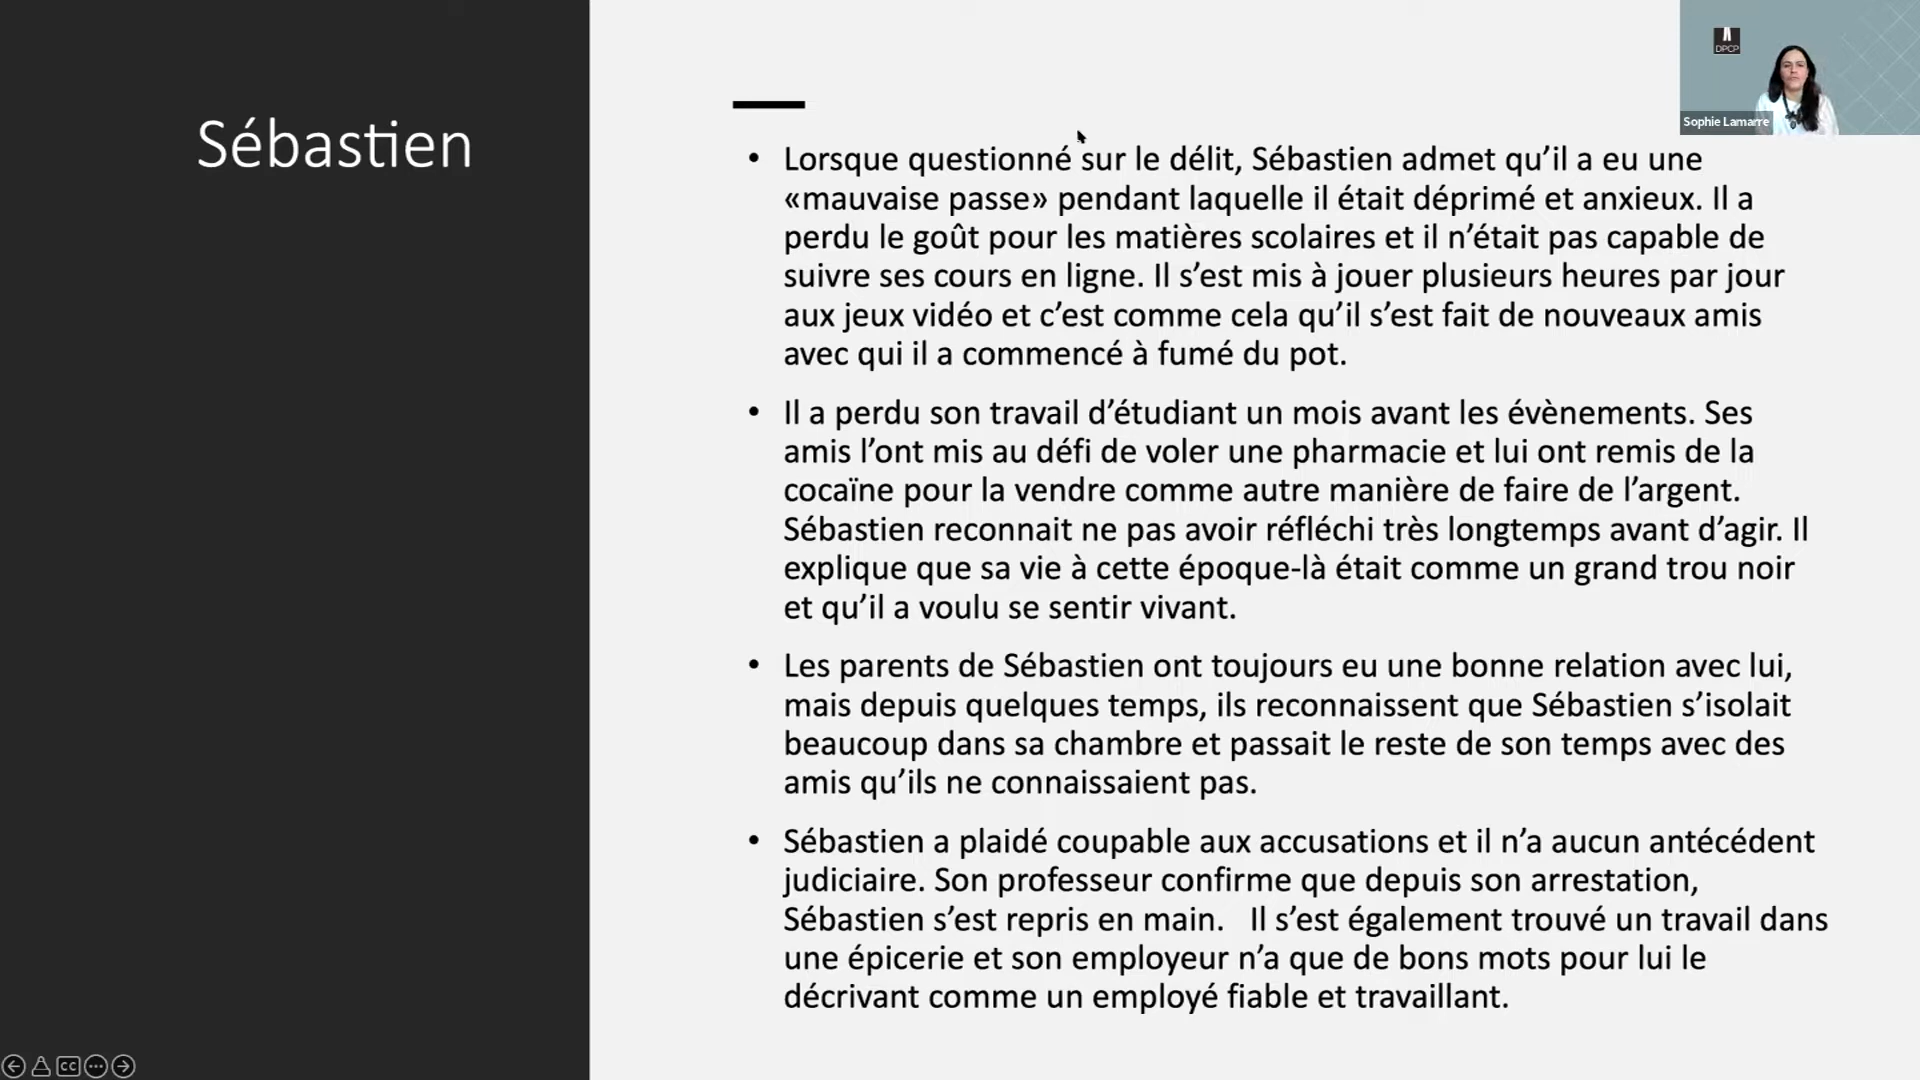 Sébastien
DPCP
Sophie Lamarre
• Lorsque questionné sur le délit, Sébastien admet qu’il a eu une
«mauvaise passe» pendant laquelle il était déprimé et anxieux. Il a
perdu le goût pour les matières scolaires et il n’était pas capable de
suivre ses cours en ligne. Il s’est mis à jouer plusieurs heures par jour
aux jeux vidéo et c’est comme cela qu’il s’est fait de nouveaux amis
avec qui il a commencé à fumé du pot.
• Il a perdu son travail d’étudiant un mois avant les évènements. Ses
amis l’ont mis au défi de voler une pharmacie et lui ont remis de la
cocaïne pour la vendre comme autre manière de faire de l’argent.
Sébastien reconnait ne pas avoir réfléchi très longtemps avant d’agir. Il
explique que sa vie à cette époque-là était comme un grand trou noir
et qu’il a voulu se sentir vivant.
• Les parents de Sébastien ont toujours eu une bonne relation avec lui,
mais depuis quelques temps, ils reconnaissent que Sébastien s’isolait
beaucoup dans sa chambre et passait le reste de son temps avec des
amis qu’ils ne connaissaient pas.
• Sébastien a plaidé coupable aux accusations et il n’a aucun antécédent
judiciaire. Son professeur confirme que depuis son arrestation,
Sébastien s’est repris en main.   Il s’est également trouvé un travail dans
une épicerie et son employeur n’a que de bons mots pour lui le
décrivant comme un employé fiable et travaillant.
CC